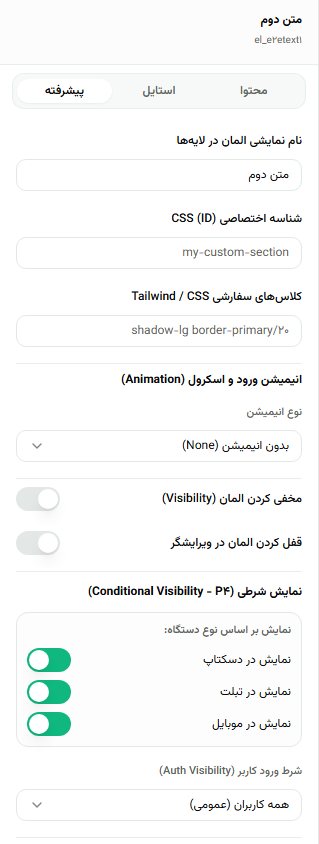 متن دوم
el_e۲etext۱
محتوا
استایل
پیشرفته
نام نمایشی المان در لایه‌ها
متن دوم
شناسه اختصاصی CSS (ID)
my-custom-section
کلاس‌های سفارشی Tailwind / CSS
shadow-lg border-primary/۲۰
انیمیشن ورود و اسکرول (Animation)
نوع انیمیشن
بدون انیمیشن (None)
مخفی کردن المان (Visibility)
قفل کردن المان در ویرایشگر
نمایش شرطی (Conditional Visibility - P۴)
نمایش بر اساس نوع دستگاه:
نمایش در دسکتاپ
نمایش در تبلت
نمایش در موبایل
شرط ورود کاربر (Auth Visibility)
همه کاربران (عمومی)